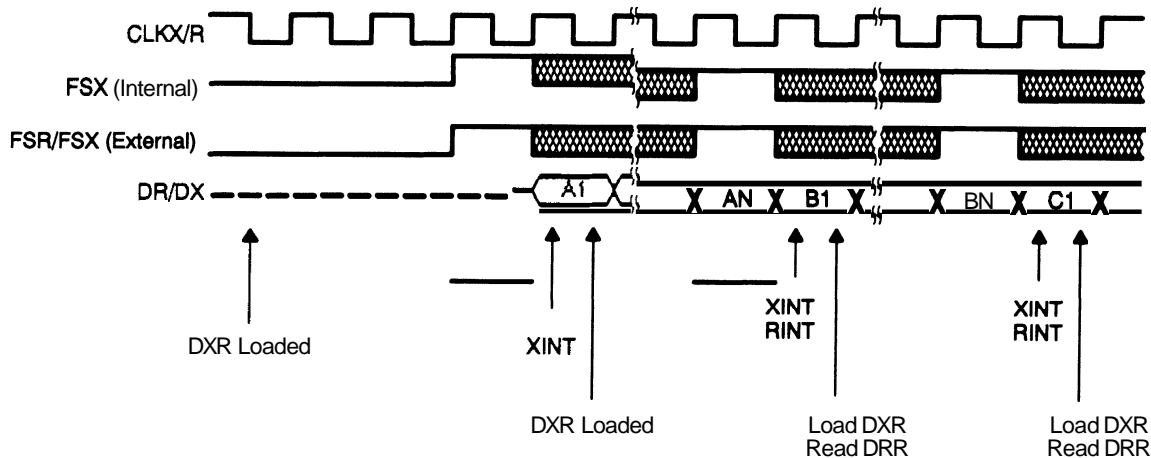 CLKX/R
FSX (Internal)
FSR/FSX (External)
DR/DX
A1
AN
B1
BN
C1
DXR Loaded
XINT
DXR Loaded
XINT
RINT
Load DXR
Read DRR
XINT
RINT
Load DXR
Read DRR